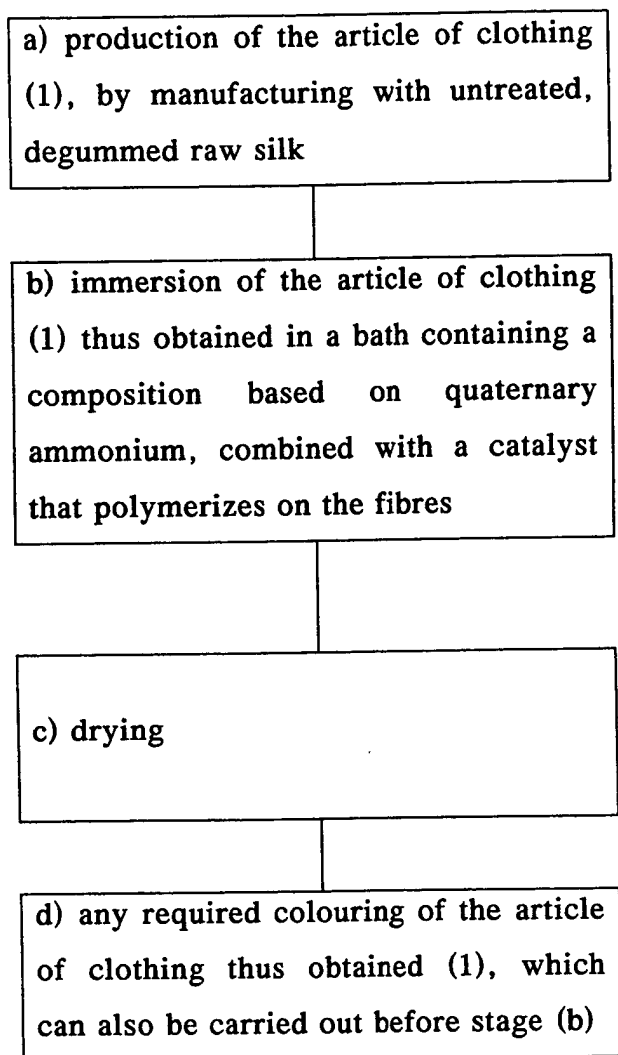 a) production of the article of clothing
(1), by manufacturing with untreated,
degummed raw silk
b) immersion of the article of clothing
(1) thus obtained in a bath containing a
composition based on quaternary
ammonium, combined with a catalyst
that polymerizes on the fibres
c) drying
d) any required colouring of the article
of clothing thus obtained (1), which
can also be carried out before stage (b)